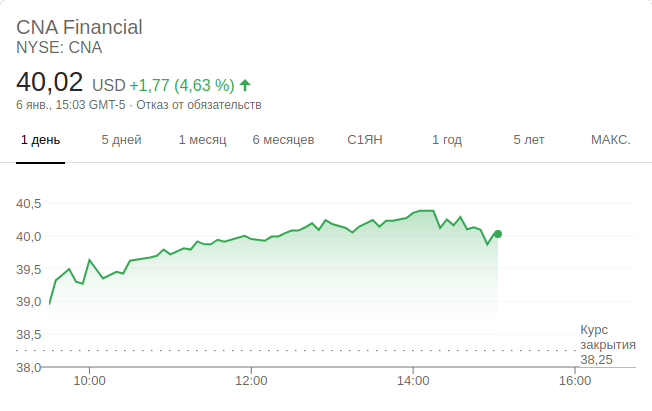 CNA Financial
NYSE: CNA
40,02 USD +1,77 (4,63 %)
6 янв., 15:03 GMT-5 · Отказ от обязательств
1 день 5 дней 1 месяц 6 месяцев С1ЯН 1 год 5 лет МАКС.
40,5
40,0
39,5
39,0
38,5
38,0
Курс
закрытия
38,25
10:00 12:00 14:00 16:00